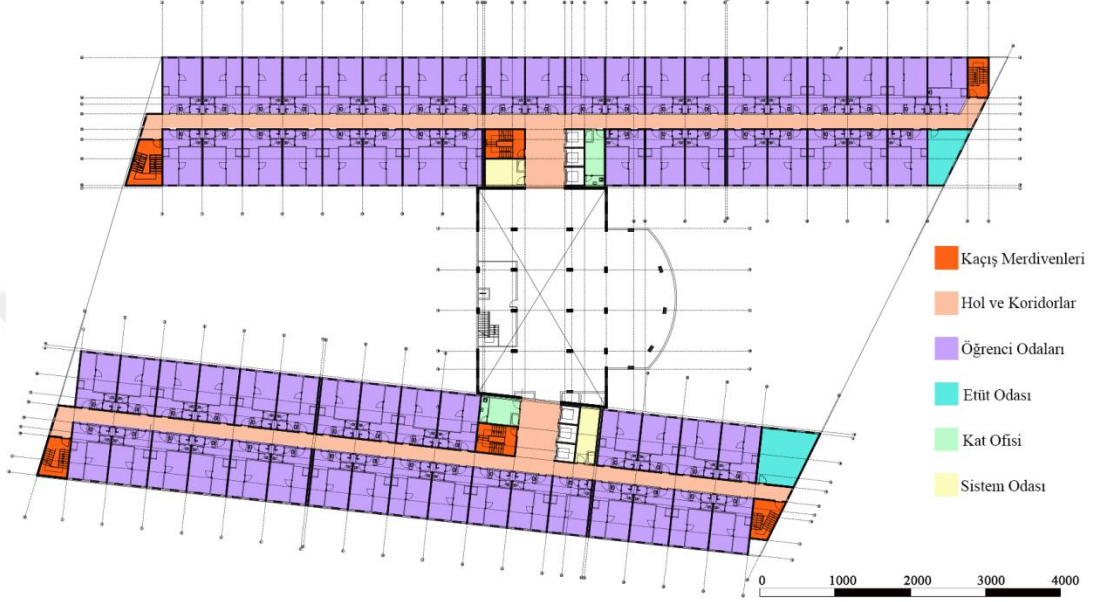 Kaçış Merdivenleri
Hol ve Koridorlar
Öğrenci Odaları
Etüt Odası
Kat Ofisi
Sistem Odası
0 1000 2000 3000 4000